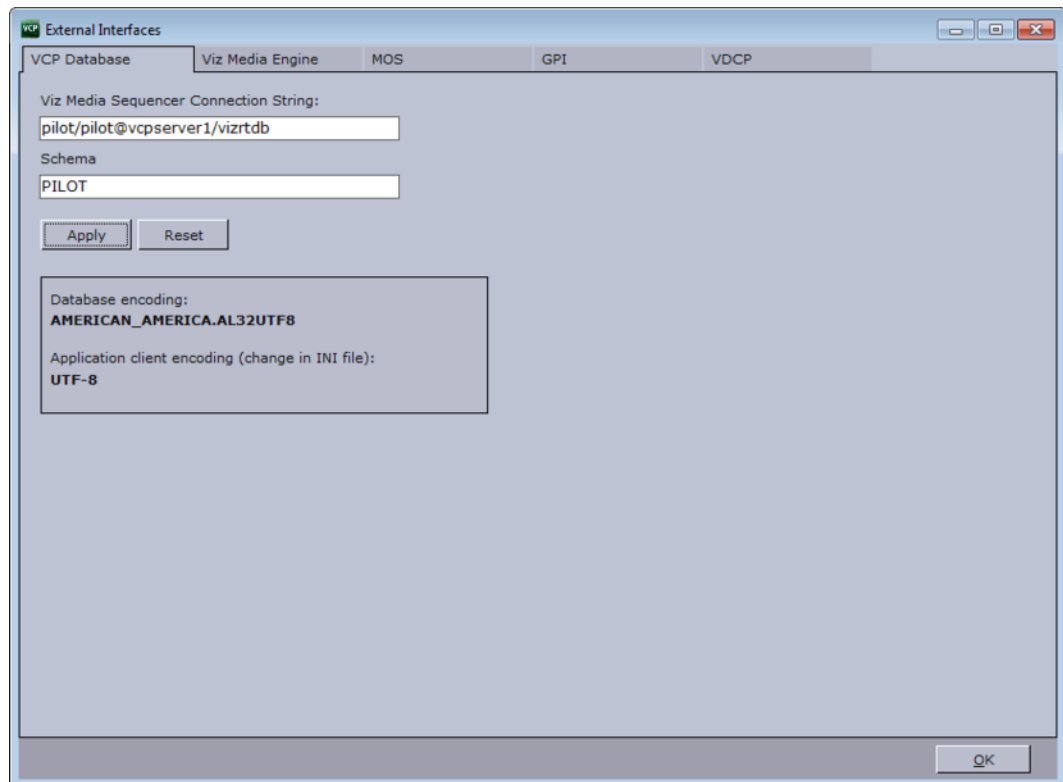 VCP External Interfaces
VCP Database Viz Media Engine MOS GPI VDCP
Viz Media Sequencer Connection String:
pilot/pilot@vcpserver1/vizrtdb
Schema
PILOT
Apply Reset
Database encoding:
AMERICAN_AMERICA.AL32UTF8
Application client encoding (change in INI file):
UTF-8
OK